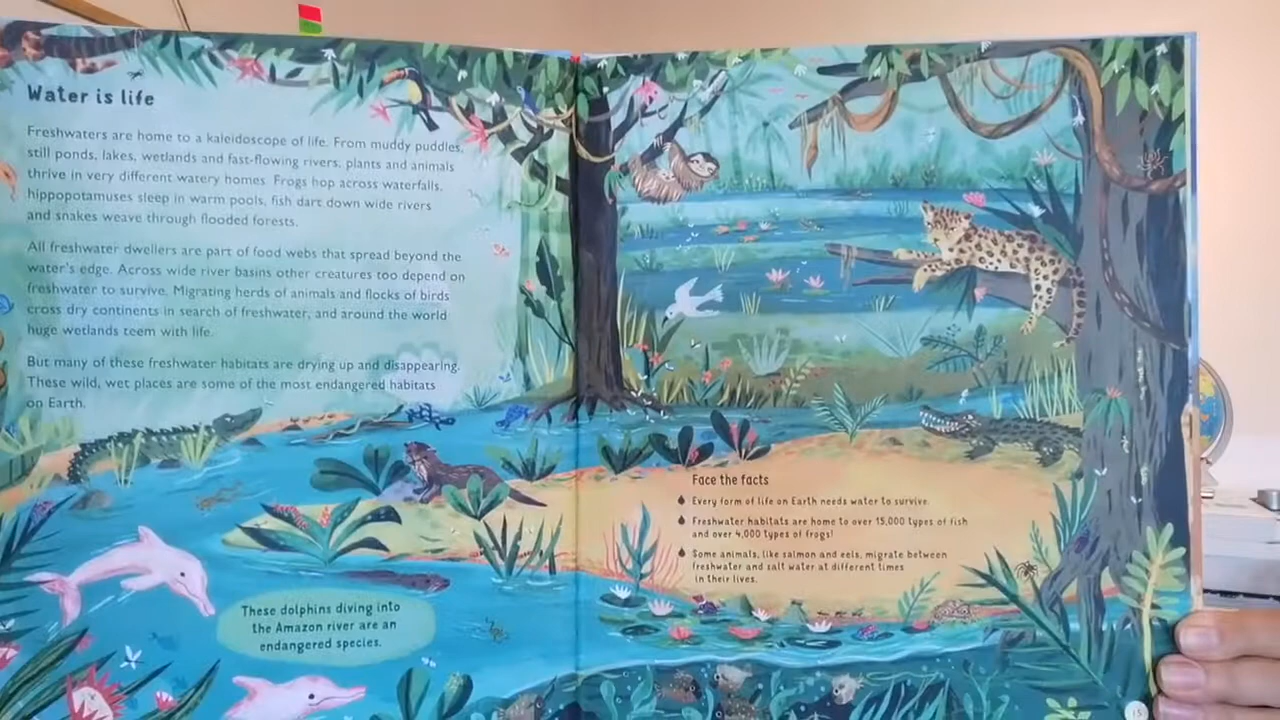 Water is life
Freshwaters are home to a kaleidoscope of life. From muddy puddles,
still ponds, lakes, wetlands and fast-flowing rivers, plants and animals
thrive in very different watery homes. Frogs hop across waterfalls,
hippopotamuses sleep in warm pools, fish dart down wide rivers
and snakes weave through flooded forests.
All freshwater dwellers are part of food webs that spread beyond the
water's edge. Across wide river basins other creatures too depend on
freshwater to survive. Migrating herds of animals and flocks of birds
cross dry continents in search of freshwater, and around the world
huge wetlands teem with life.
But many of these freshwater habitats are drying up and disappearing.
These wild, wet places are some of the most endangered habitats
on Earth.
These dolphins diving into
the Amazon river are an
endangered species.
Face the facts
Every form of life on Earth needs water to survive.
Freshwater habitats are home to over 15,000 types of fish
and over 4,000 types of frogs!
Some animals, like salmon and eels, migrate between
freshwater and salt water at different times
in their lives.
15